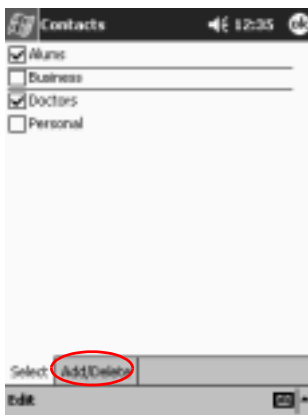 Contacts 12:35 ok
Alums
Business
Doctors
Personal
Select Add/Delete
Edit